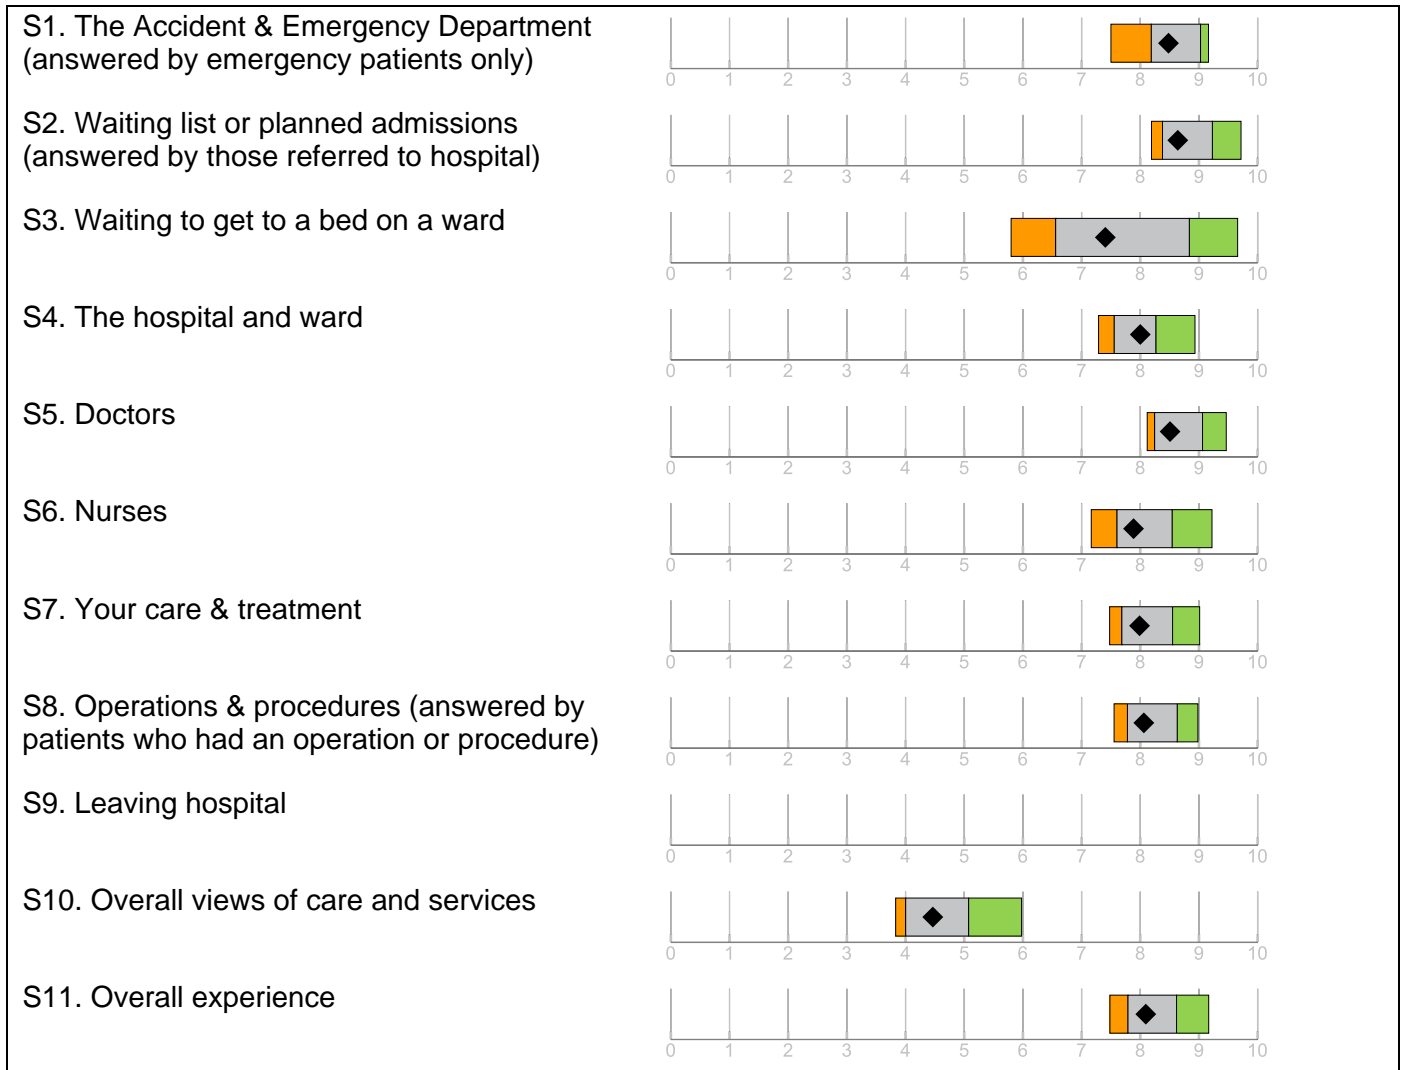 S1. The Accident & Emergency Department
(answered by emergency patients only)
0 1 2 3 4 5 6 7 8 9 10
S2. Waiting list or planned admissions
(answered by those referred to hospital)
0 1 2 3 4 5 6 7 8 9 10
S3. Waiting to get to a bed on a ward
0 1 2 3 4 5 6 7 8 9 10
S4. The hospital and ward
0 1 2 3 4 5 6 7 8 9 10
S5. Doctors
0 1 2 3 4 5 6 7 8 9 10
S6. Nurses
0 1 2 3 4 5 6 7 8 9 10
S7. Your care & treatment
0 1 2 3 4 5 6 7 8 9 10
S8. Operations & procedures (answered by
patients who had an operation or procedure)
0 1 2 3 4 5 6 7 8 9 10
S9. Leaving hospital
0 1 2 3 4 5 6 7 8 9 10
S10. Overall views of care and services
0 1 2 3 4 5 6 7 8 9 10
S11. Overall experience
0 1 2 3 4 5 6 7 8 9 10